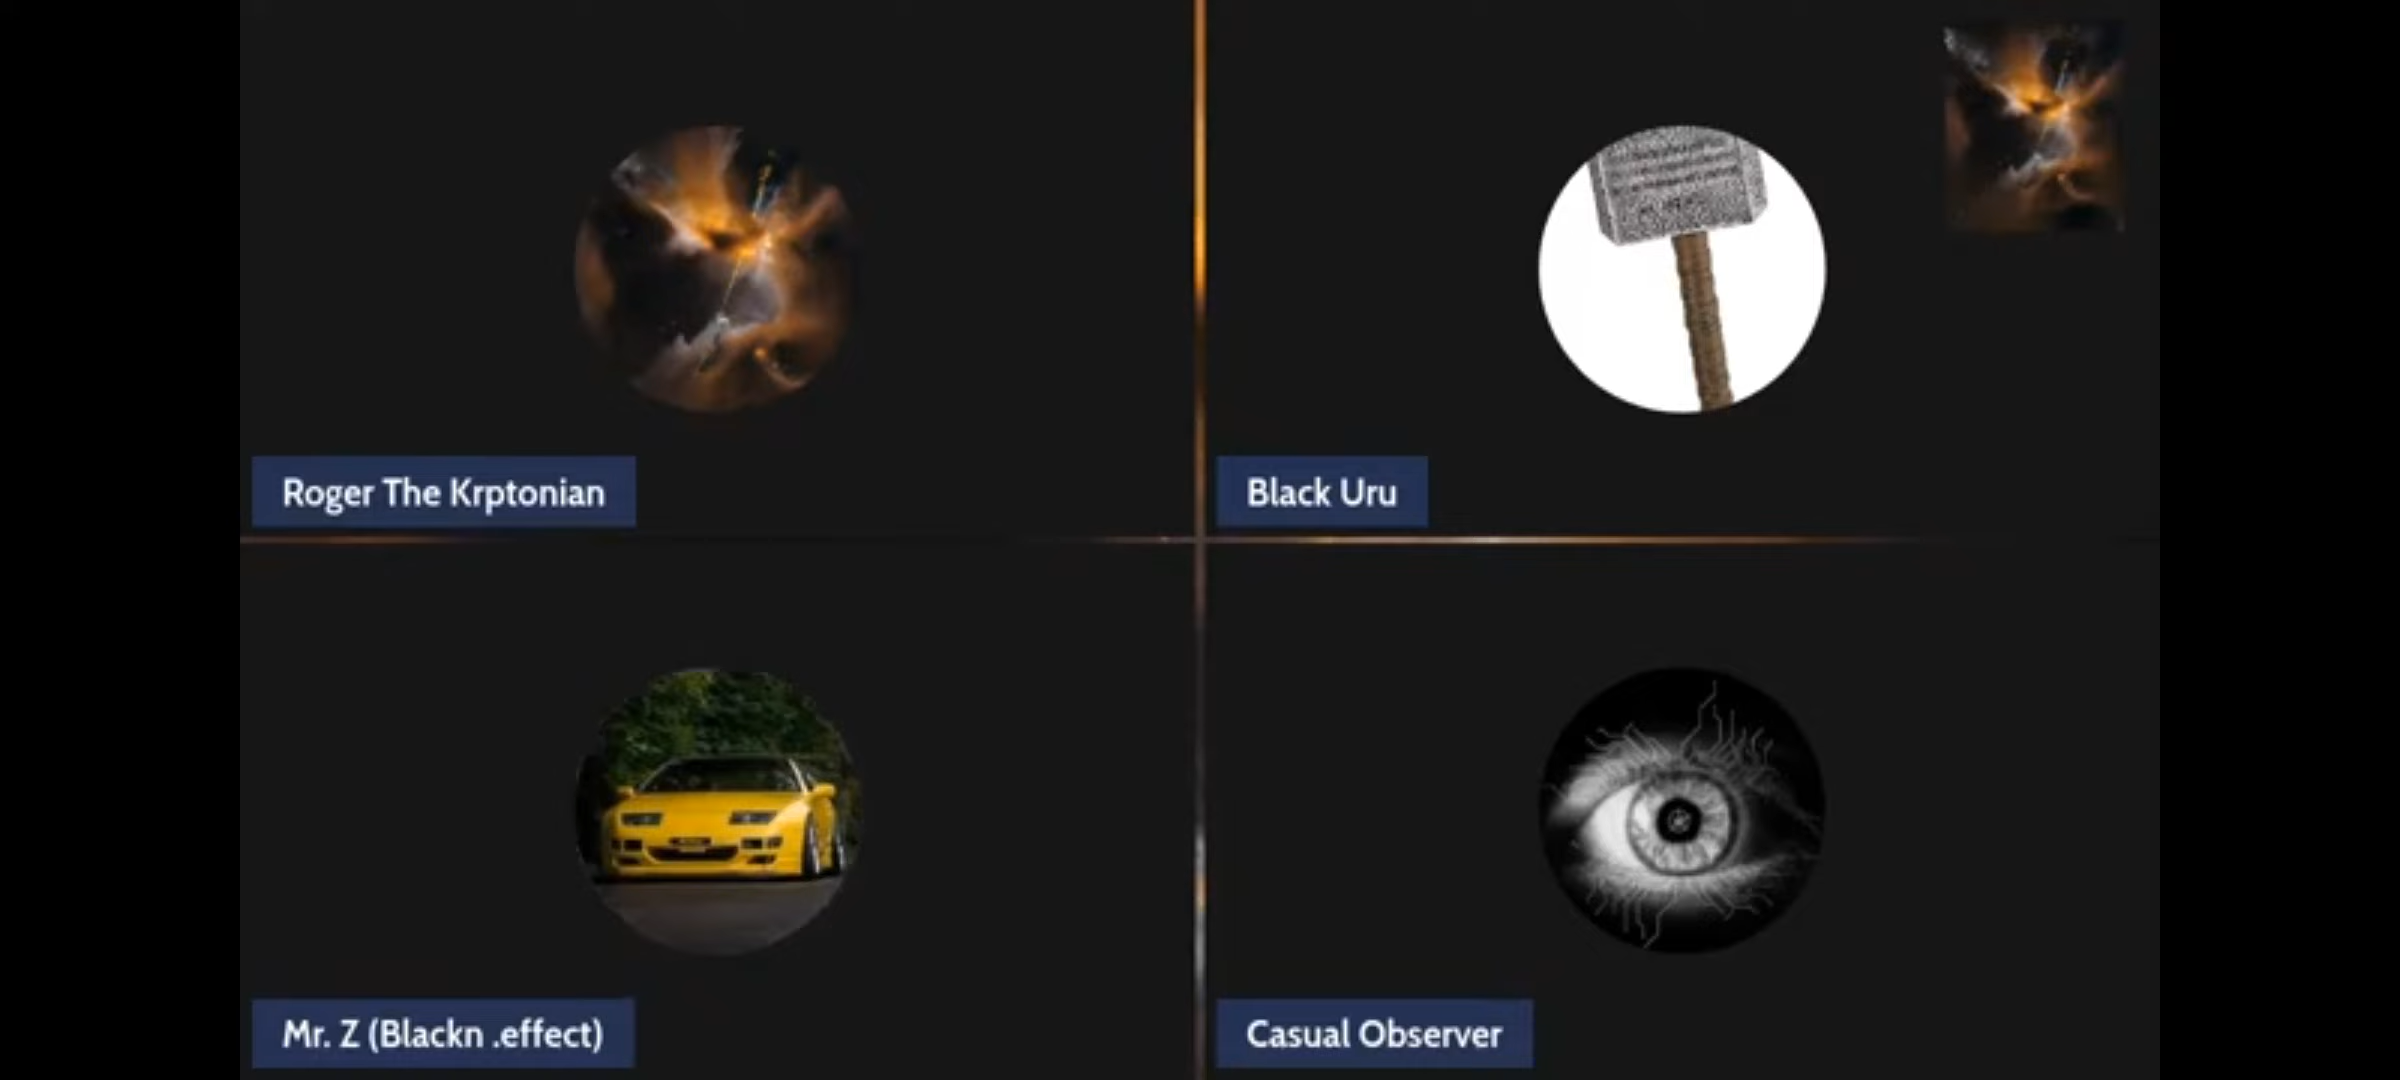 Roger The Krptonian
Black Uru
Mr. Z (Blackn .effect)
Casual Observer